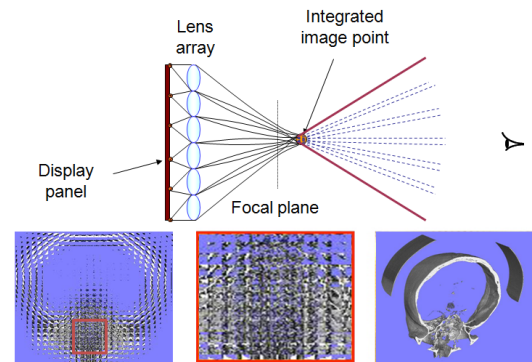 Lens
array
Integrated
image point
Display
panel
Focal plane